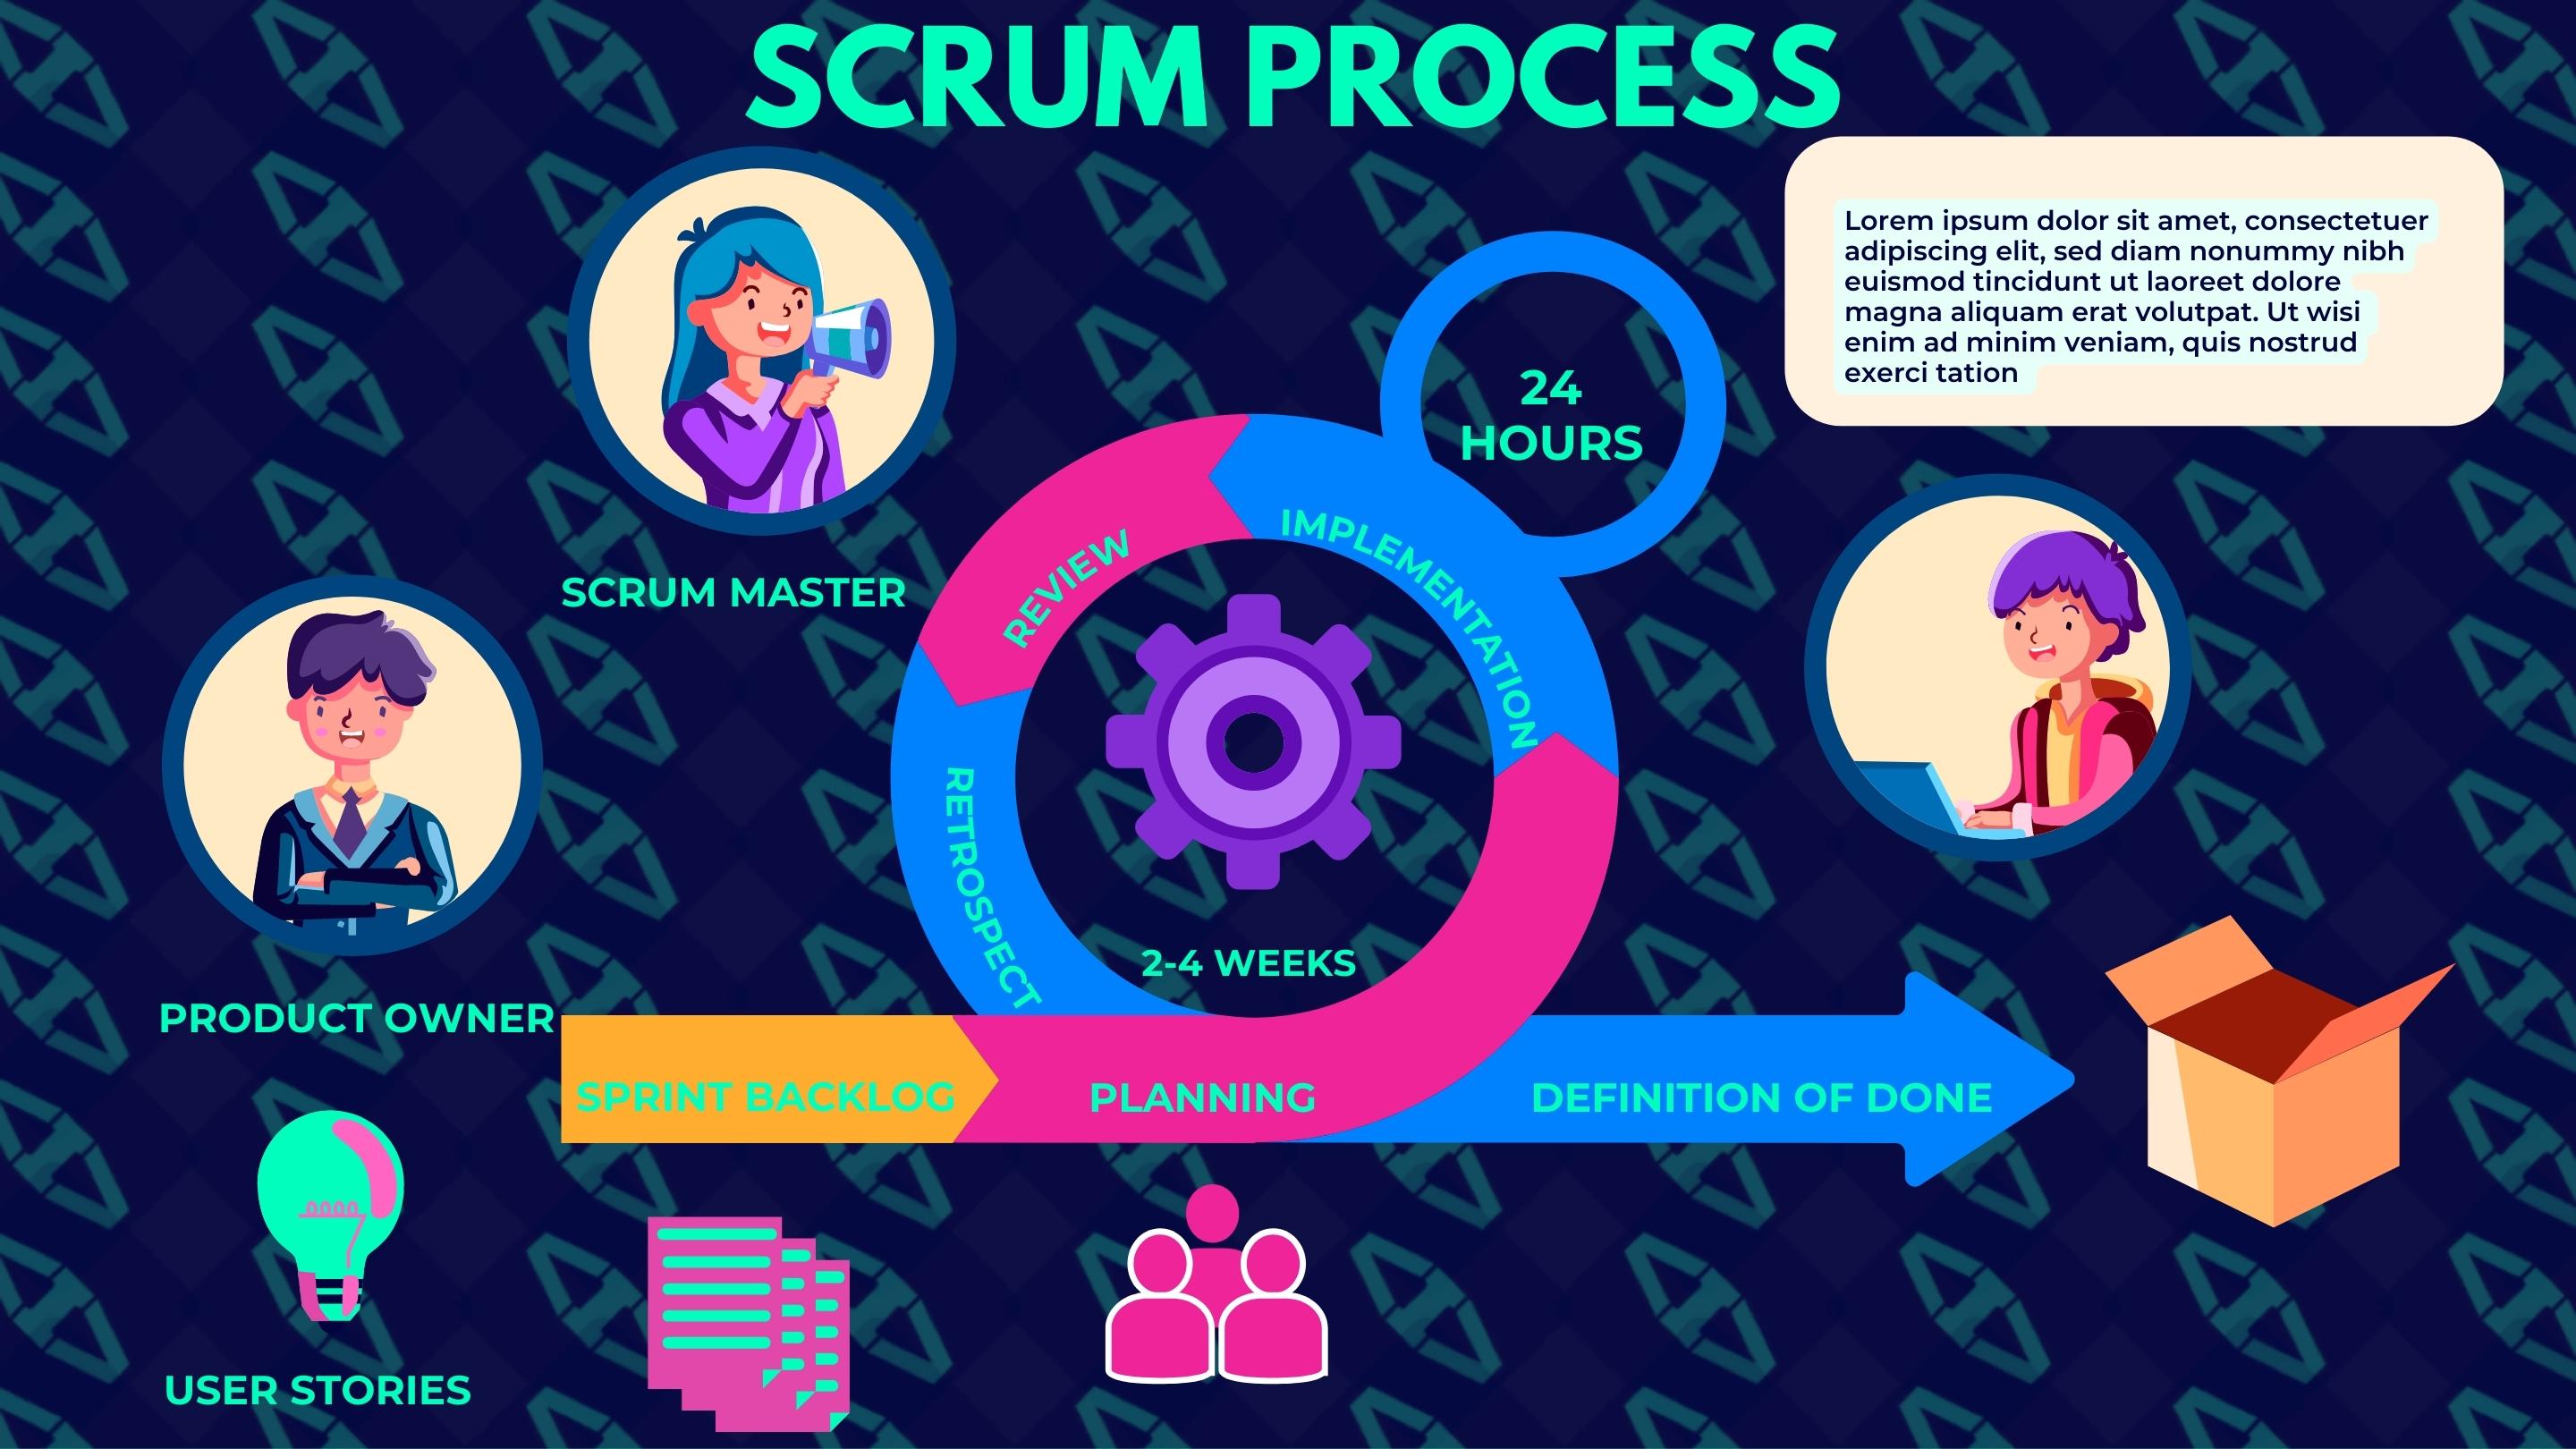 SCRUM PROCESS
Lorem ipsum dolor sit amet, consectetuer
adipiscing elit, sed diam nonummy nibh
euismod tincidunt ut laoreet dolore
magna aliquam erat volutpat. Ut wisi
enim ad minim veniam, quis nostrud
exerci tation
24
HOURS
SCRUM MASTER
REVIEW
IMPLEMENTATION
RETROSPECT
2-4 WEEKS
PRODUCT OWNER
SPRINT BACKLOG
PLANNING
DEFINITION OF DONE
USER STORIES